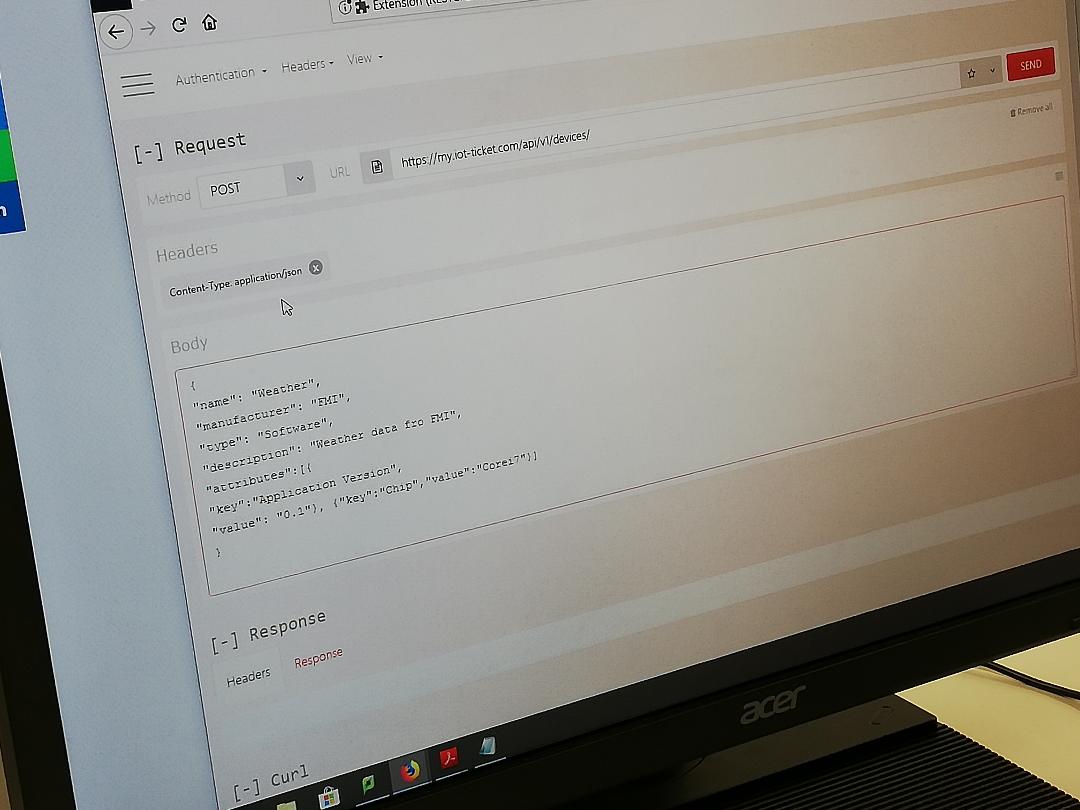 Extension
Authentication Headers View
SEND
[-] Request
Remove all
Method POST URL https://my.iot-ticket.com/api/v1/devices/
Headers
Content-Type: application/json
Body
{
"name": "Weather",
"manufacturer": "FMI",
"type": "Software",
"description": "Weather data fro FMI",
"attributes":[{
"key":"Application Version",
"value": "0.1"}, {"key":"Chip","value":"Corei7"}]
}
[-] Response
Headers Response
[-] Curl
acer